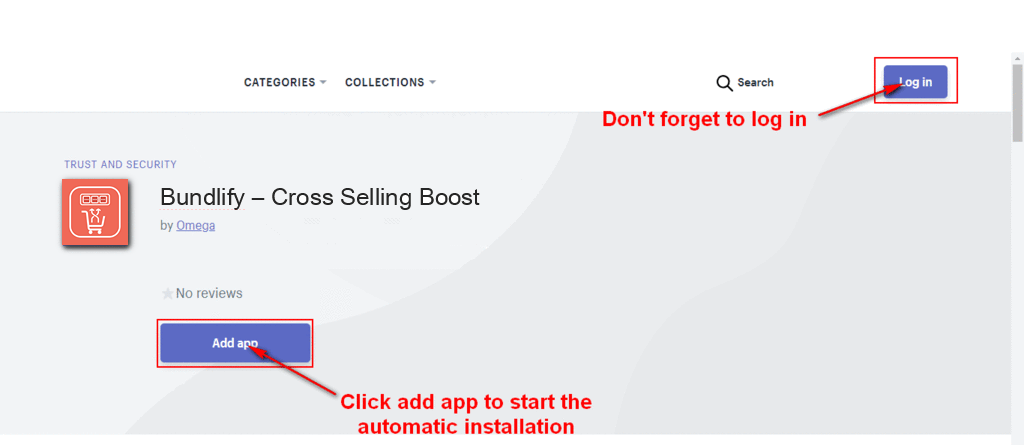 CATEGORIES COLLECTIONS Search Log in
Don't forget to log in
TRUST AND SECURITY
Bundlify – Cross Selling Boost
by Omega
No reviews
Add app
Click add app to start the
automatic installation